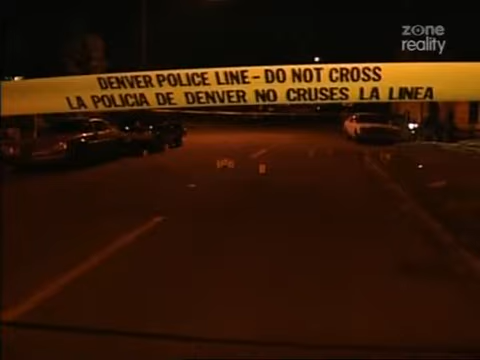 zone
reality
DENVER POLICE LINE - DO NOT CROSS
LA POLICIA DE DENVER NO CRUSES LA LINEA